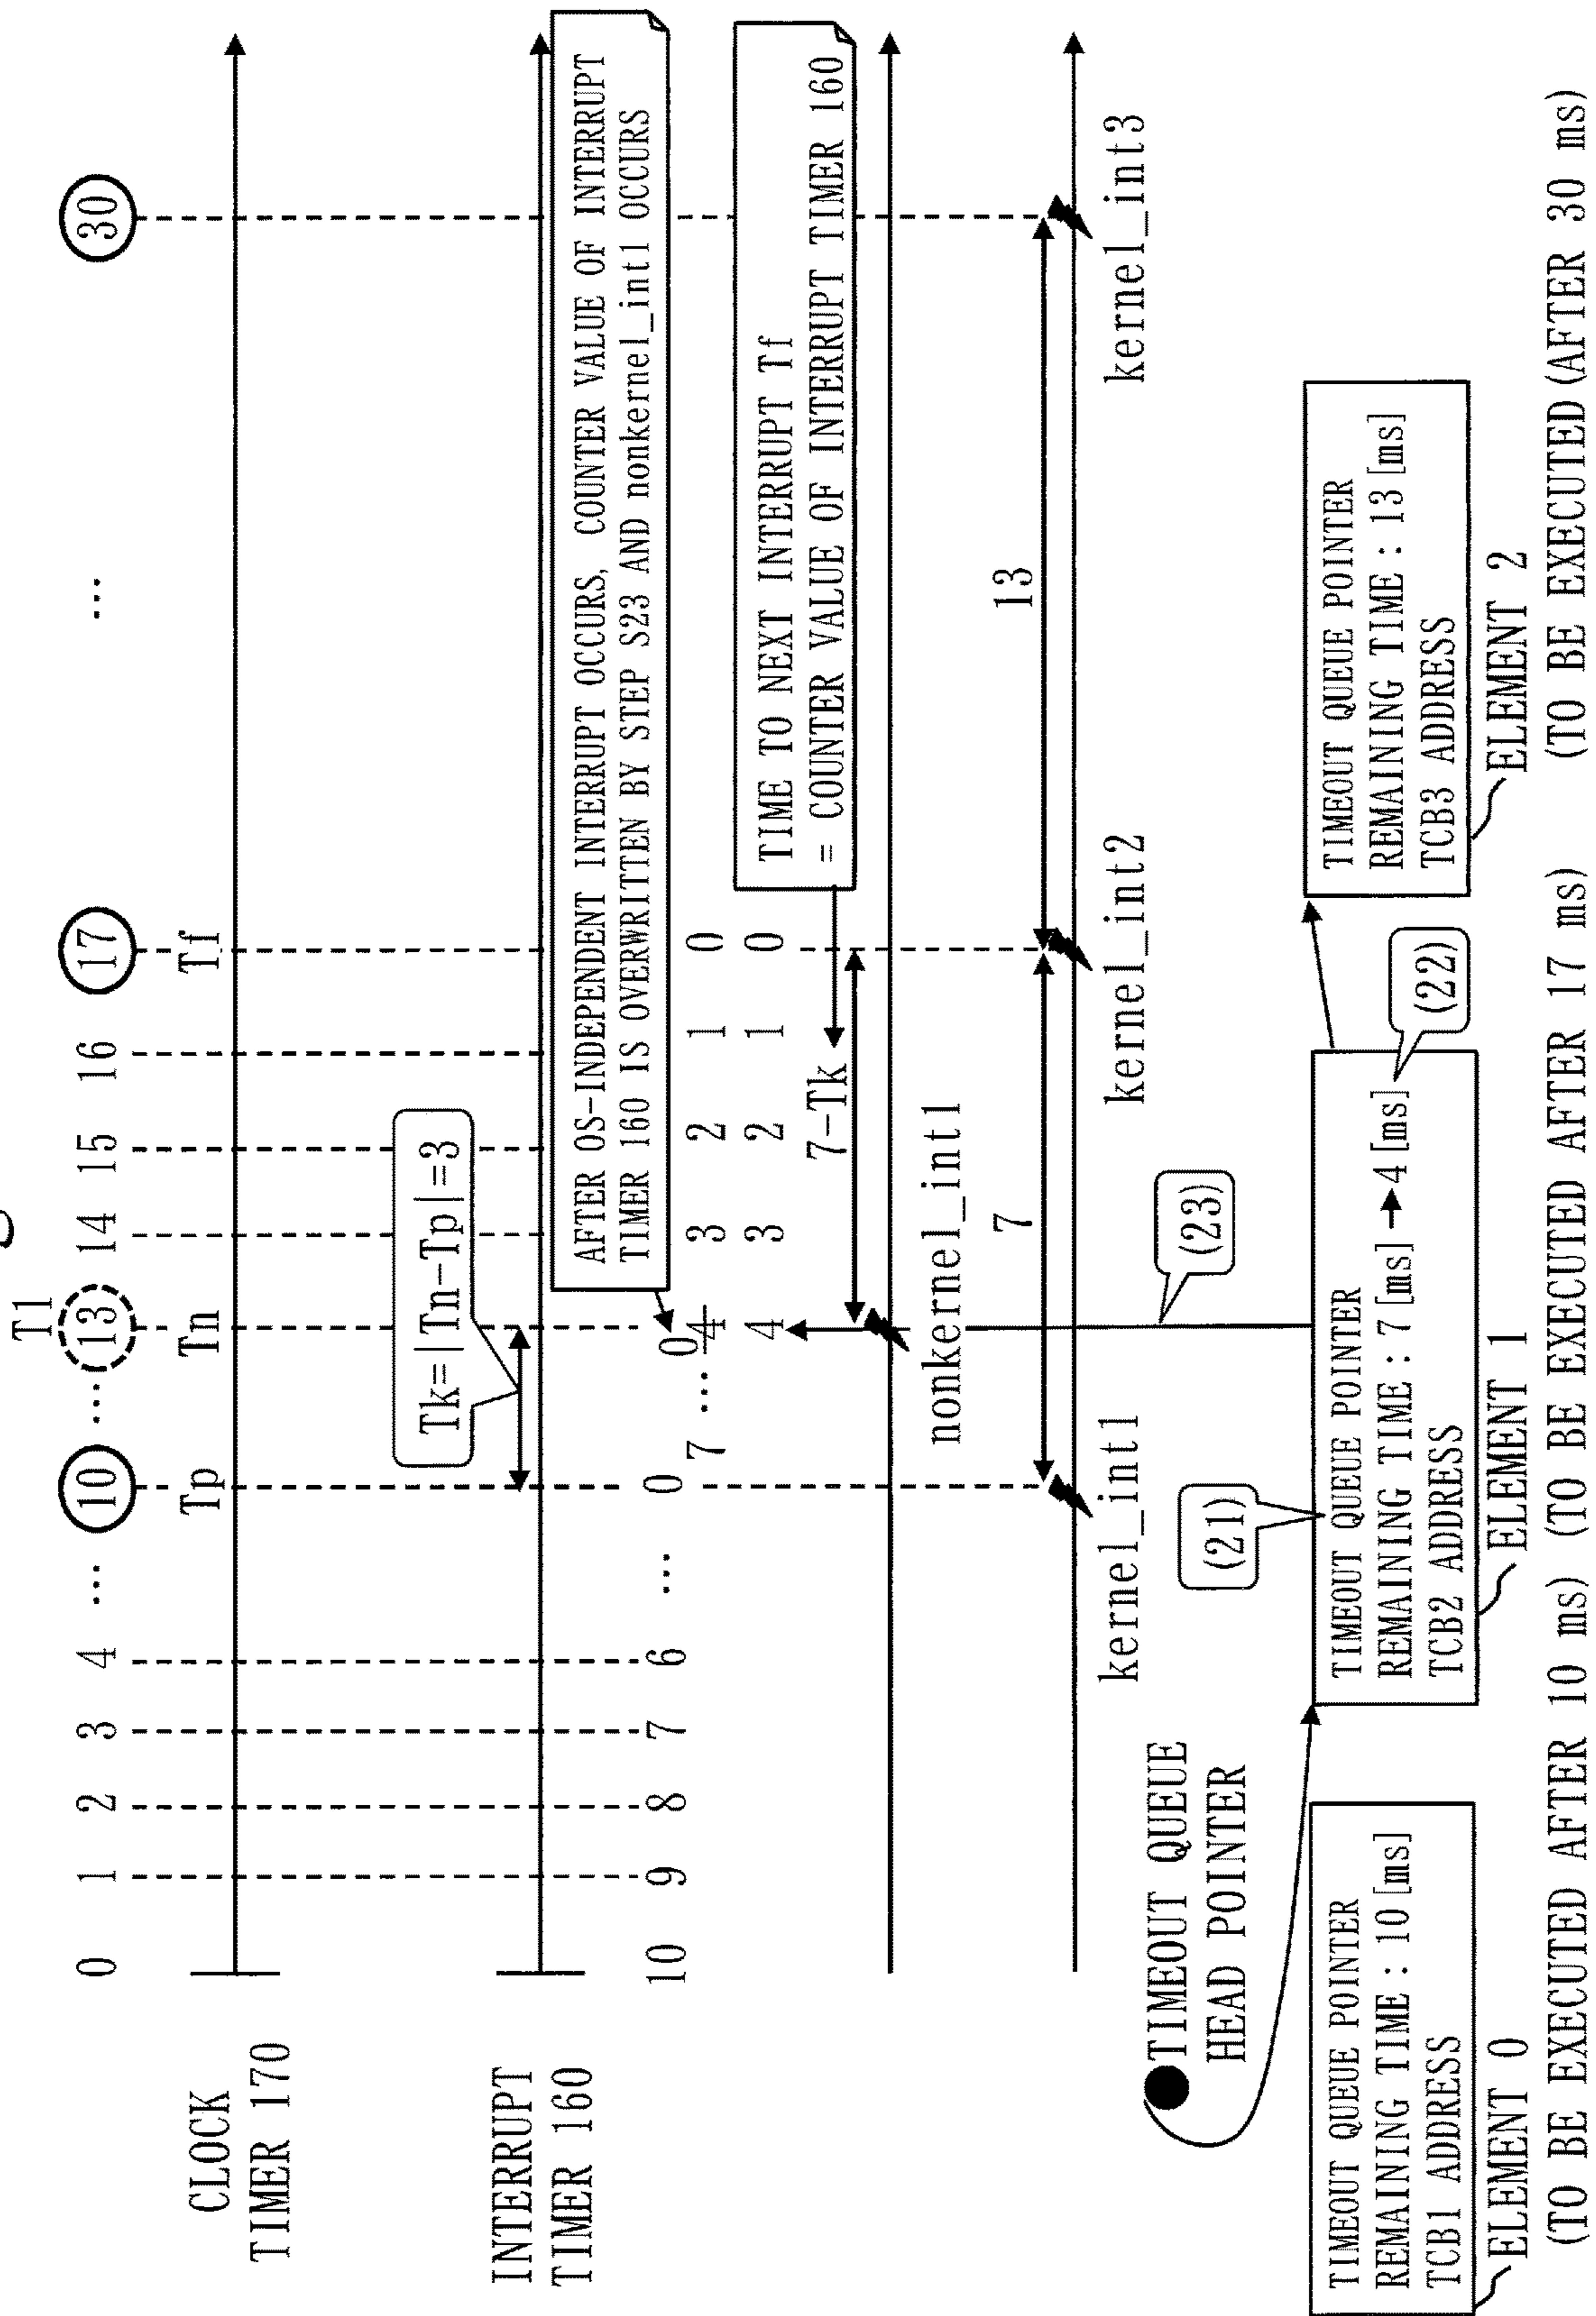 T1
0 1 2 3 4 ... 10 ... 13 14 15 16 17 ... 30
Tp Tn Tf
CLOCK
TIMER 170
Tk=|Tn-Tp|=3
INTERRUPT
TIMER 160
AFTER OS-INDEPENDENT INTERRUPT OCCURS, COUNTER VALUE OF INTERRUPT
TIMER 160 IS OVERWRITTEN BY STEP S23 AND nonkernel_int1 OCCURS
10 9 8 7 6 ... 0
7 ... 0 4 3 2 1 0
4 3 2 1 0
TIME TO NEXT INTERRUPT Tf
= COUNTER VALUE OF INTERRUPT TIMER 160
7-Tk
nonkernel_int1
7
13
kernel_int1
kernel_int2
kernel_int3
TIMEOUT QUEUE
HEAD POINTER
(21)
(23)
(22)
TIMEOUT QUEUE POINTER
REMAINING TIME : 10[ms]
TCB1 ADDRESS
ELEMENT 0
(TO BE EXECUTED AFTER 10 ms)
TIMEOUT QUEUE POINTER
REMAINING TIME : 7[ms]→4[ms]
TCB2 ADDRESS
ELEMENT 1
(TO BE EXECUTED AFTER 17 ms)
TIMEOUT QUEUE POINTER
REMAINING TIME : 13[ms]
TCB3 ADDRESS
ELEMENT 2
(TO BE EXECUTED(AFTER 30 ms)